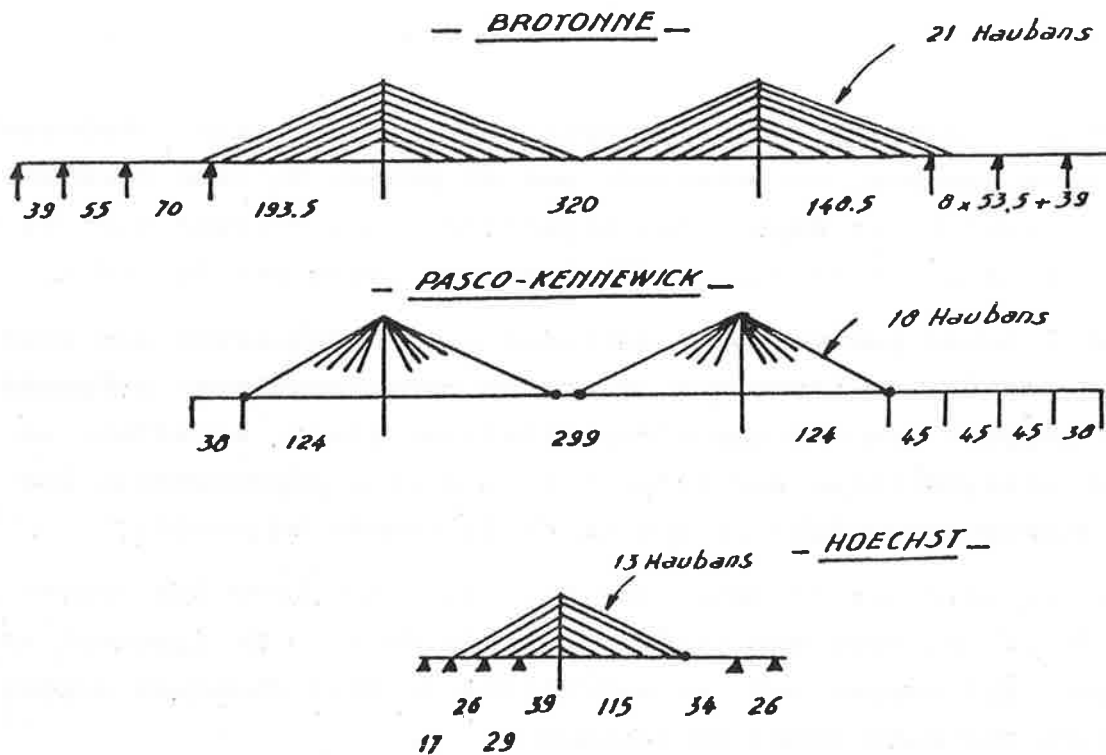 — BROTONNE —
21 Haubans
39 55 70 193.5 320 148.5 8 x 53.5 + 39
— PASCO-KENNEWICK —
18 Haubans
38 124 299 124 45 45 45 38
- HOECHST -
13 Haubans
26 39 115 34 26
17 29